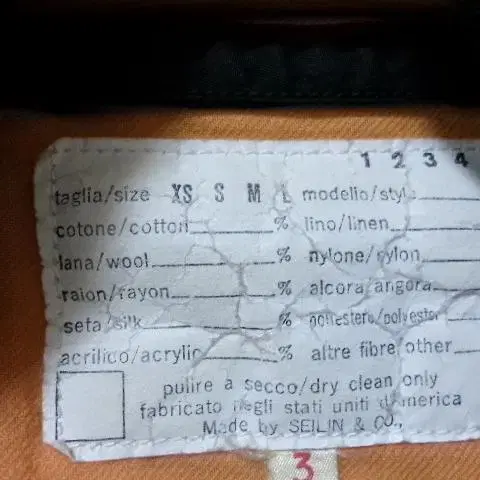 1 2 3 4
taglia/size XS S M L modello/style
cotone/cotton % lino/linen
lana/wool % nylone/nylon
raion/rayon % alcora/angora
seta/silk % poliestere/polyester
acrilico/acrylic % altre fibre/other
pulire a secco/dry clean only
fabricato negli stati uniti d'america
Made by SEILIN & CO.,
3